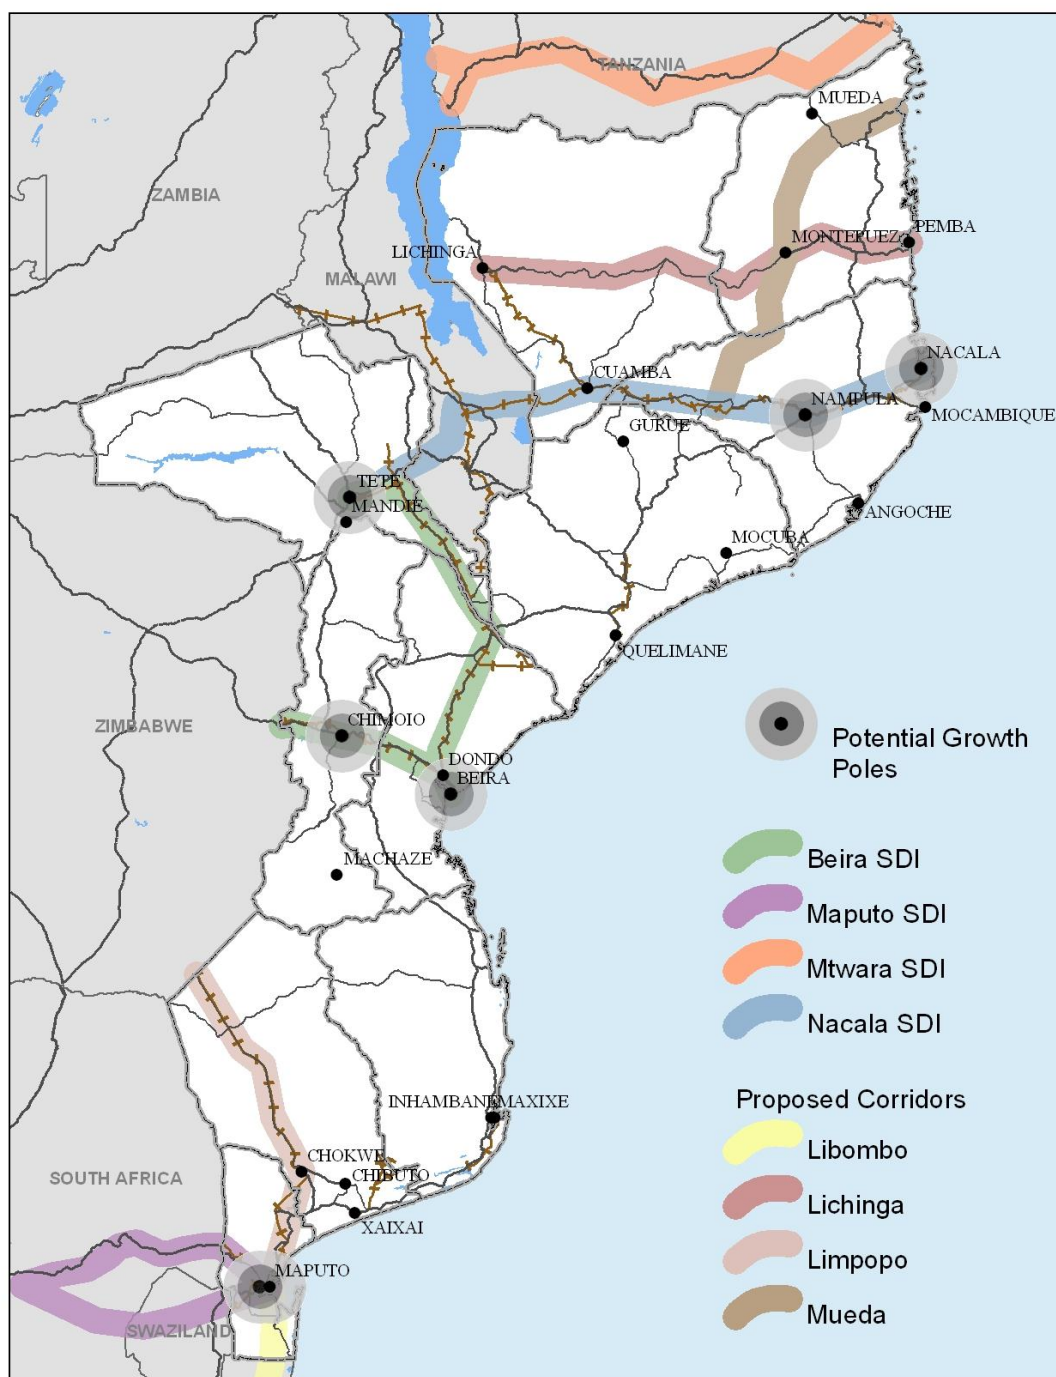 TANZANIA
MUEDA
ZAMBIA
PEMBA
MONTEPUEZ
LICHINGA
MALAWI
NACALA
CUAMBA
NAMPULA
MOCAMBIQUE
GURUE
TETE
MANDIE
ANGOCHE
MOCUBA
QUELIMANE
ZIMBABWE
CHIMOIO
Potential Growth
Poles
DONDO
BEIRA
MACHAZE
Beira SDI
Maputo SDI
Mtwara SDI
Nacala SDI
INHAMBANE
MAXIXE
Proposed Corridors
Libombo
CHOKWE
SOUTH AFRICA
CHIBUTO
Lichinga
XAIXAI
Limpopo
MAPUTO
Mueda
SWAZILAND